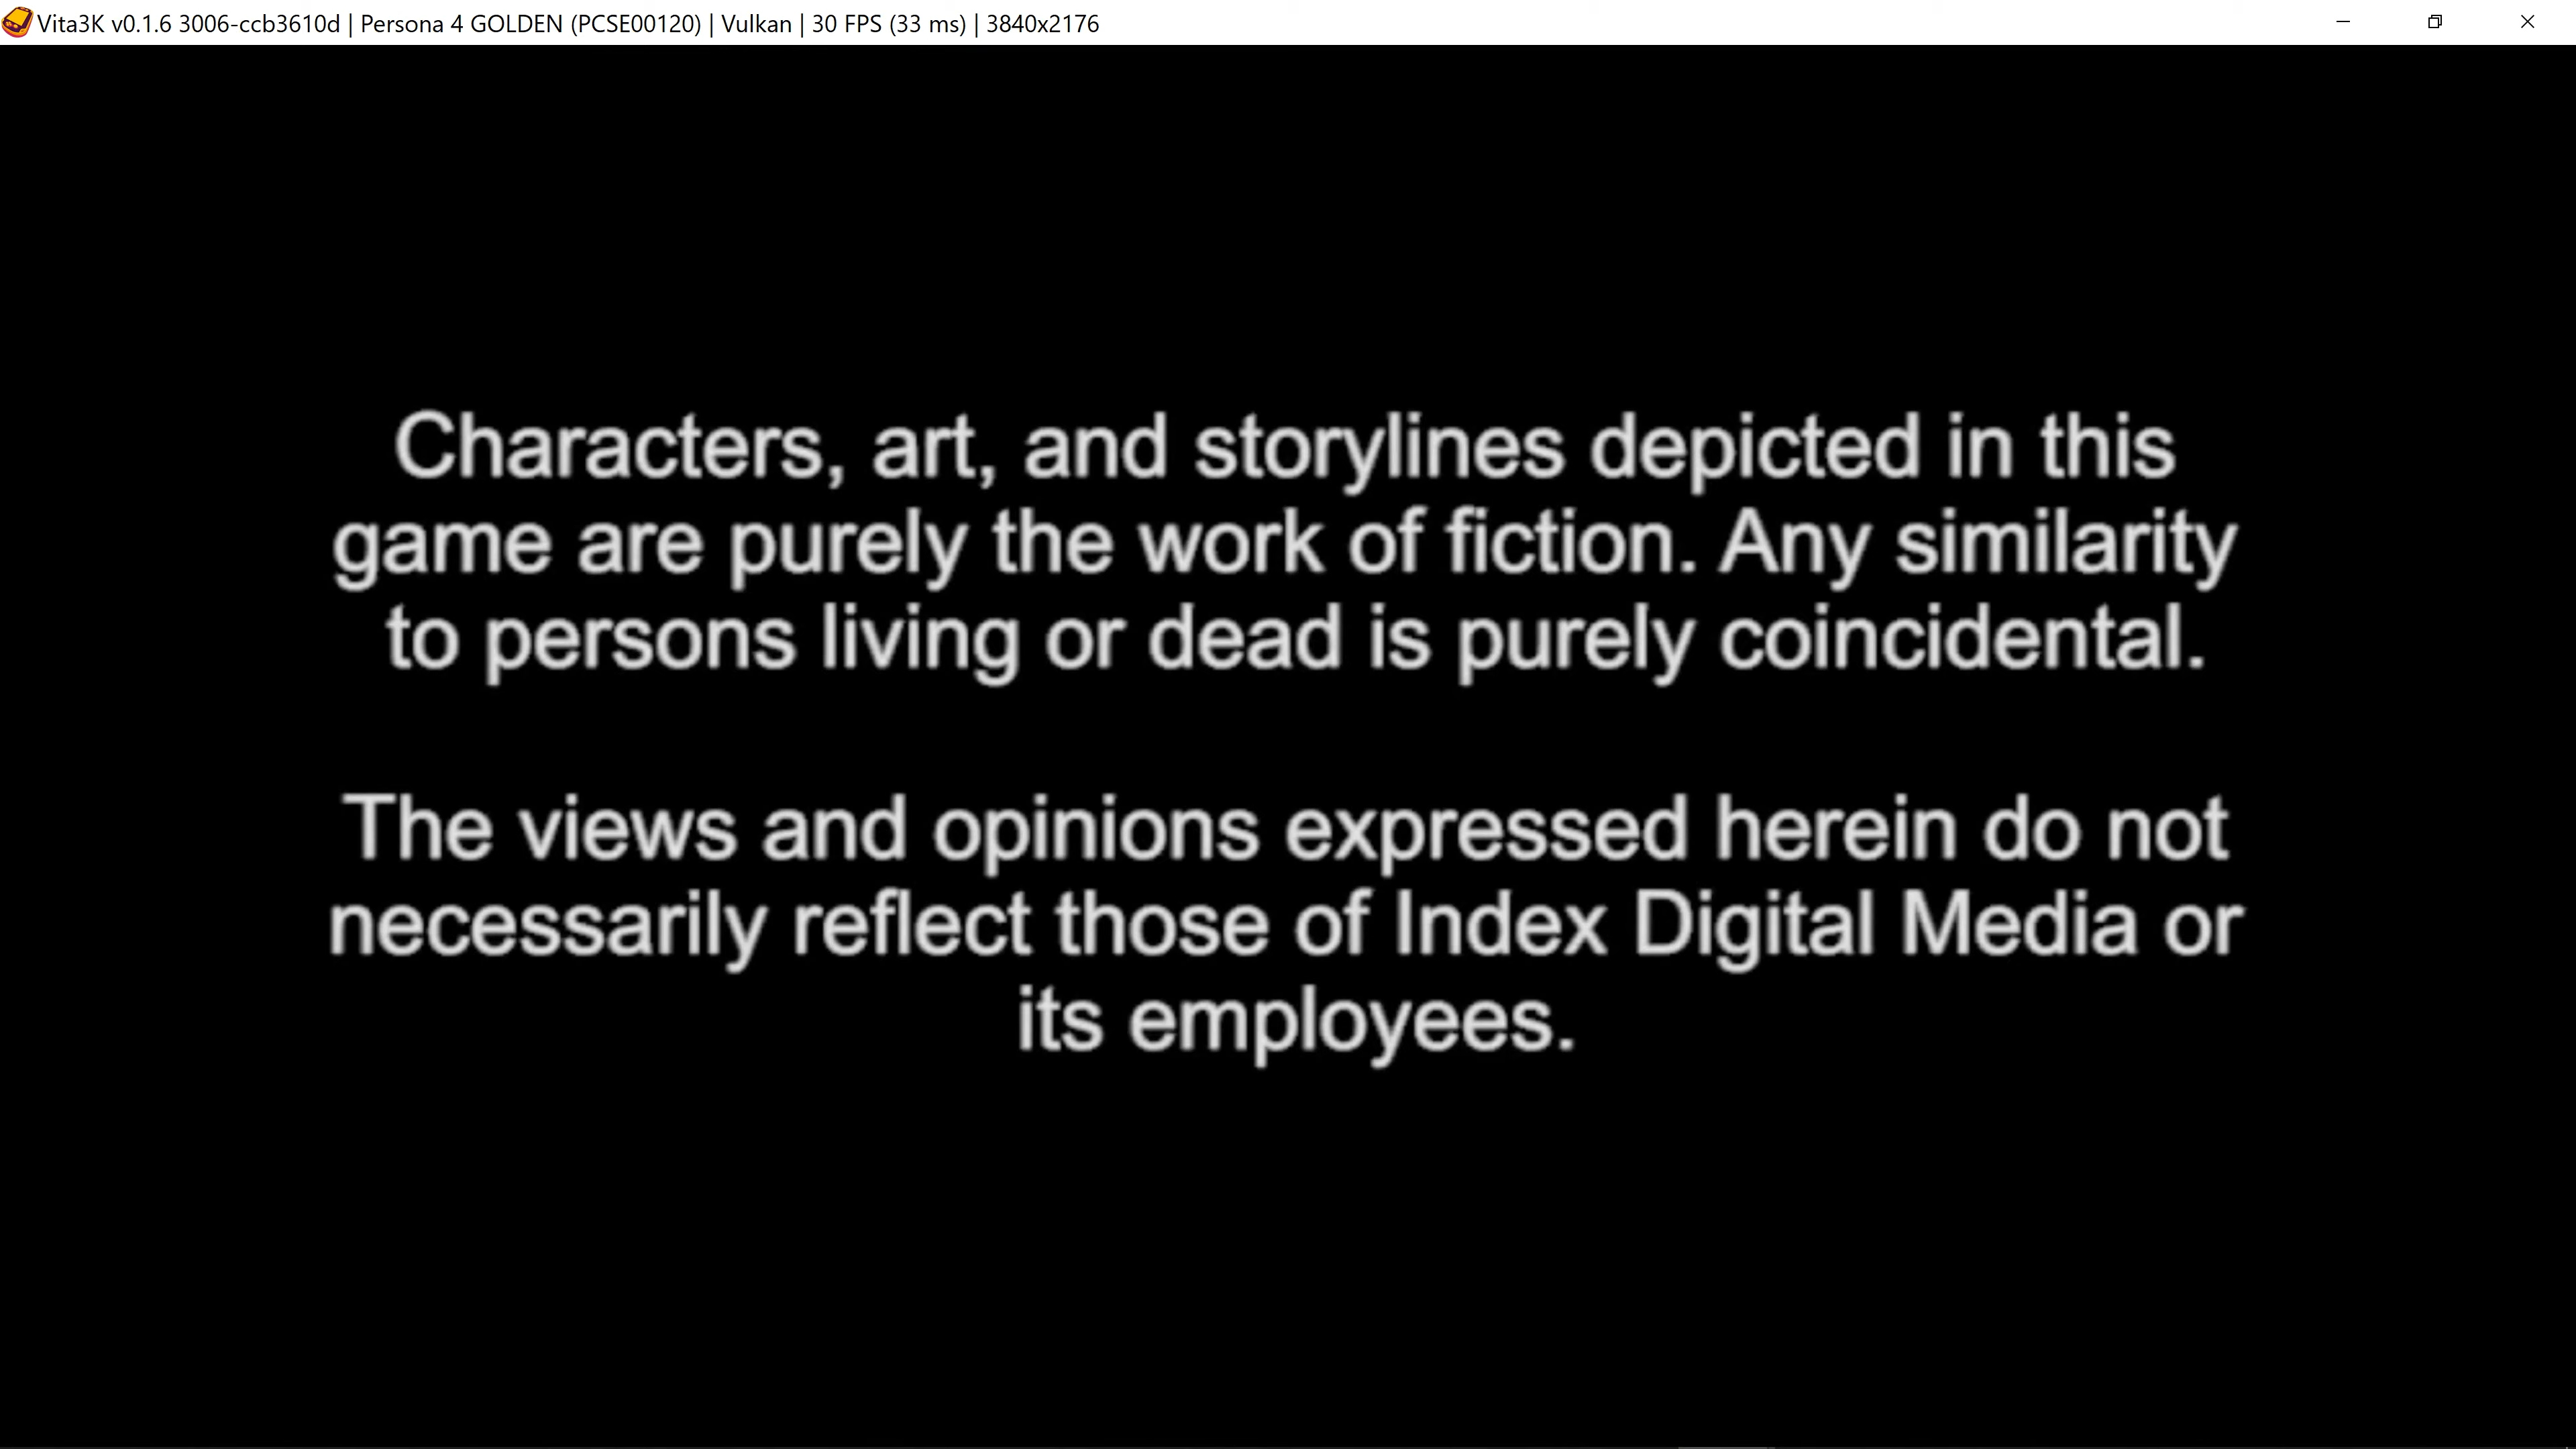 Vita3K v0.1.6 3006-ccb3610d | Persona 4 GOLDEN (PCSE00120) | Vulkan | 30 FPS (33 ms) | 3840x2176
Characters, art, and storylines depicted in this
game are purely the work of fiction. Any similarity
to persons living or dead is purely coincidental.
The views and opinions expressed herein do not
necessarily reflect those of Index Digital Media or
its employees.